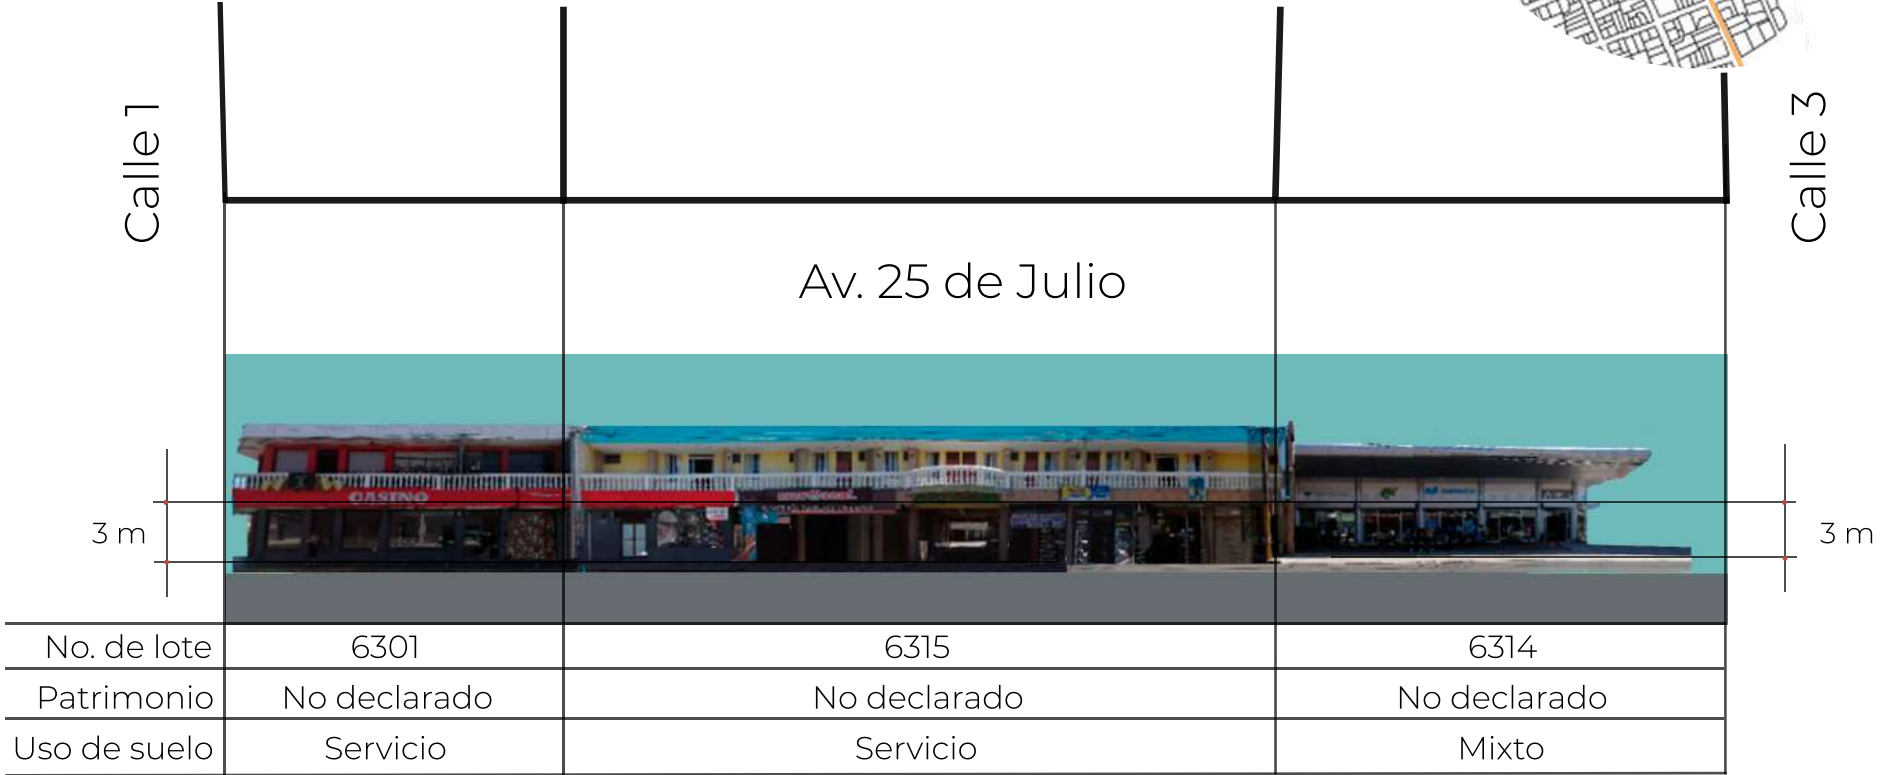 Calle 1
Calle 3
Av. 25 de Julio
CASINO
3 m
3 m
No. de lote 6301 6315 6314
Patrimonio No declarado No declarado No declarado
Uso de suelo Servicio Servicio Mixto